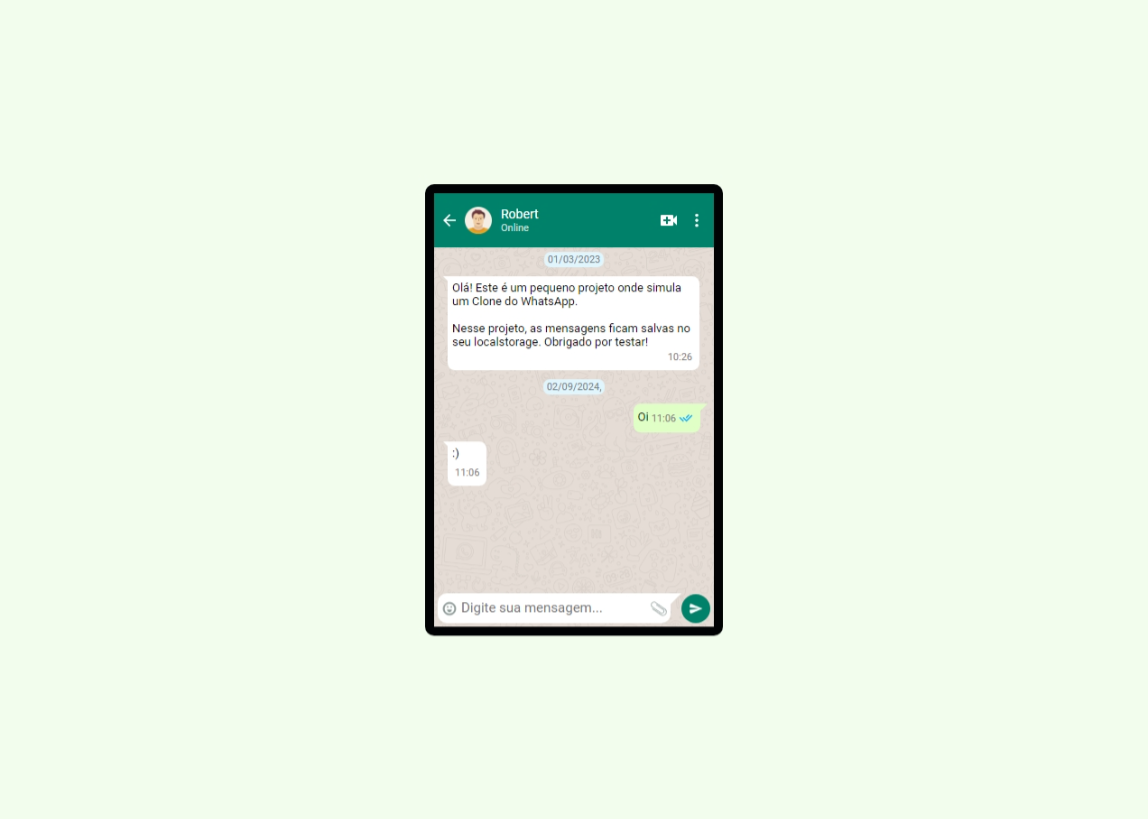 Robert
Online
01/03/2023
Olá! Este é um pequeno projeto onde simula
um Clone do WhatsApp.
Nesse projeto, as mensagens ficam salvas no
seu localstorage. Obrigado por testar!
10:26
02/09/2024,
Oi 11:06
:)
11:06
Digite sua mensagem...